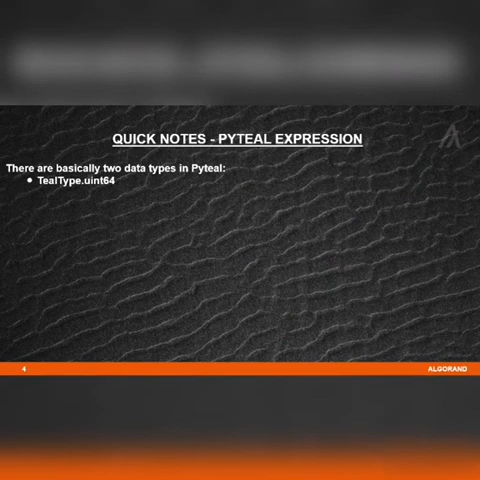 QUICK NOTES - PYTEAL EXPRESSION
There are basically two data types in Pyteal:
• TealType.uint64
4
ALGORAND